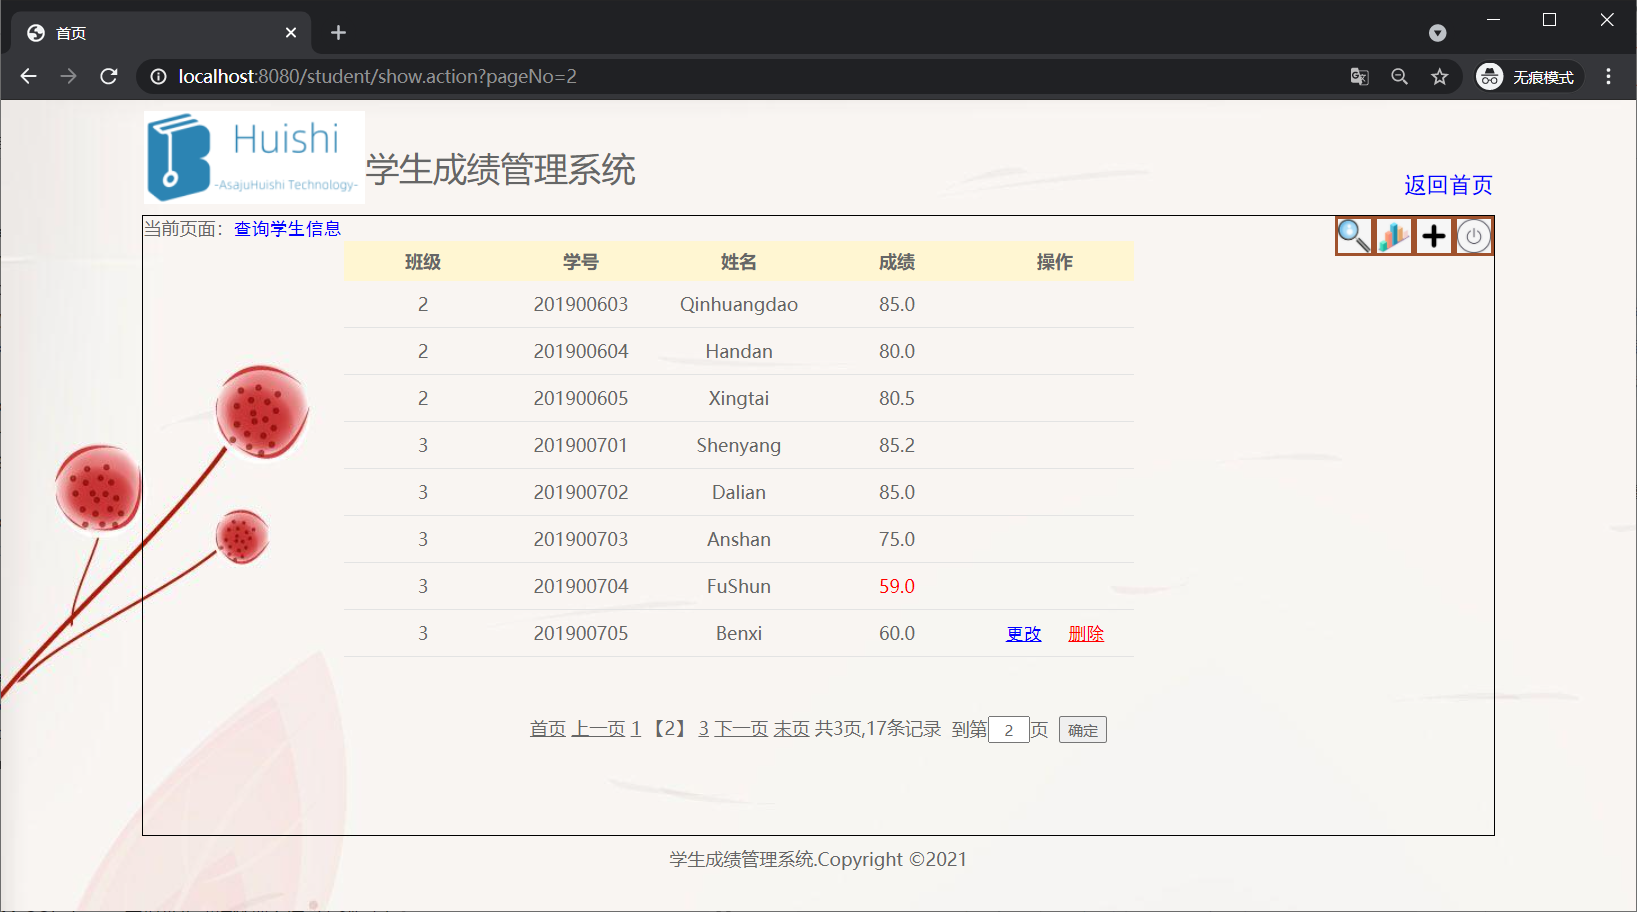 首页
localhost:8080/student/show.action?pageNo=2
无痕模式
Huishi
-AsajuHuishi Technology-
学生成绩管理系统
返回首页
当前页面：查询学生信息
班级 学号 姓名 成绩 操作
2 201900603 Qinhuangdao 85.0
2 201900604 Handan 80.0
2 201900605 Xingtai 80.5
3 201900701 Shenyang 85.2
3 201900702 Dalian 85.0
3 201900703 Anshan 75.0
3 201900704 FuShun 59.0
3 201900705 Benxi 60.0 更改 删除
首页 上一页 1 【2】 3 下一页 末页 共3页,17条记录 到第 2 页 确定
学生成绩管理系统.Copyright ©2021